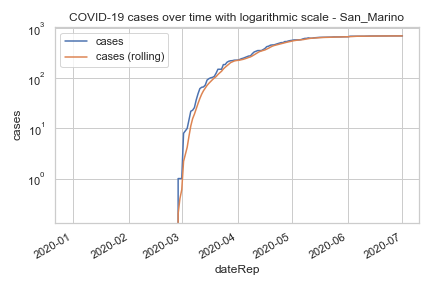 COVID-19 cases over time with logarithmic scale - San_Marino
cases
cases (rolling)
cases
10³
10²
10¹
10⁰
2020-01
2020-02
2020-03
2020-04
2020-05
2020-06
2020-07
dateRep